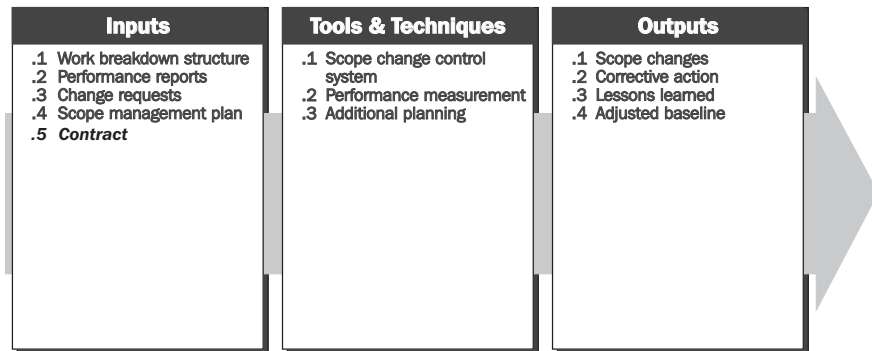 Inputs
.1 Work breakdown structure
.2 Performance reports
.3 Change requests
.4 Scope management plan
.5 Contract
Tools & Techniques
.1 Scope change control
system
.2 Performance measurement
.3 Additional planning
Outputs
.1 Scope changes
.2 Corrective action
.3 Lessons learned
.4 Adjusted baseline